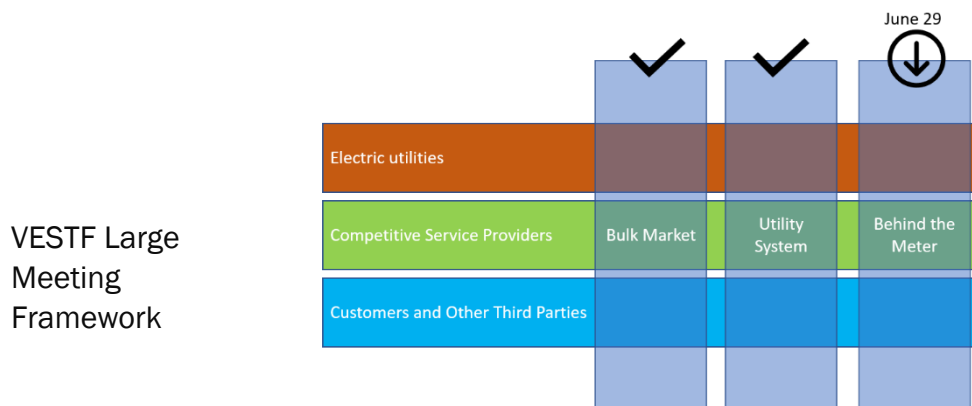 June 29
Electric utilities
Competitive Service Providers
Bulk Market
Utility
System
Behind the
Meter
Customers and Other Third Parties
VESTF Large
Meeting
Framework